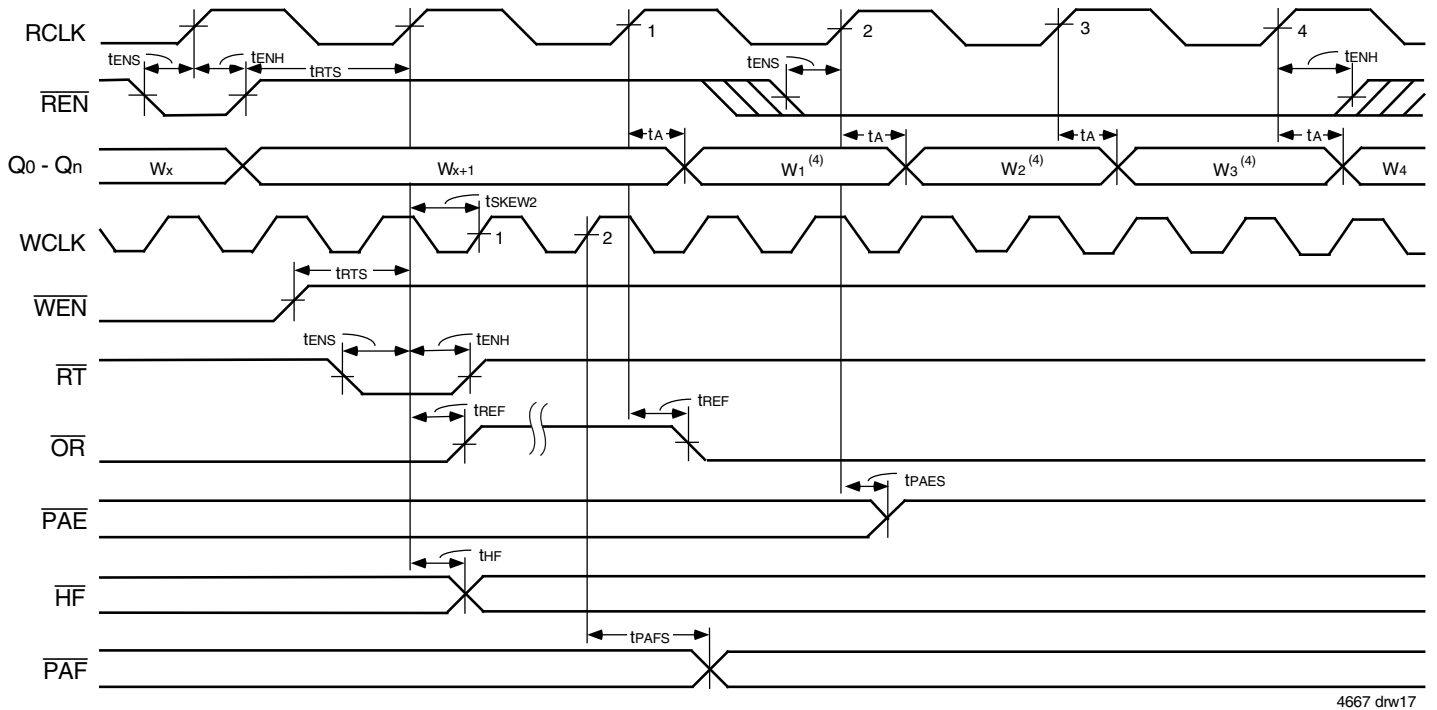 RCLK 1 2 3 4
tENS tENH tRTS tENS tENH
REN
tA tA tA tA
Q0 - Qn Wx Wx+1 W1(4) W2(4) W3(4) W4
tSKEW2
WCLK 1 2
tRTS
WEN
tENS tENH
RT
tREF tREF
OR
tPAES
PAE
tHF
HF
tPAFS
PAF
4667 drw17